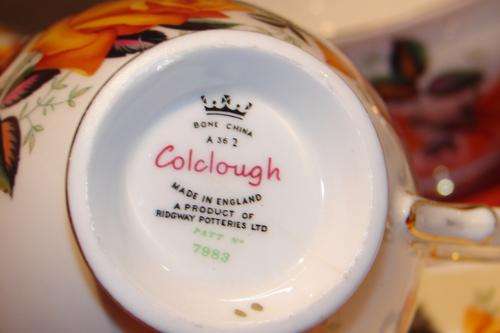 BONE CHINA
A 36 2
Colclough
MADE IN ENGLAND
A PRODUCT OF
RIDGWAY POTTERIES LTD
PATT Nº
7983